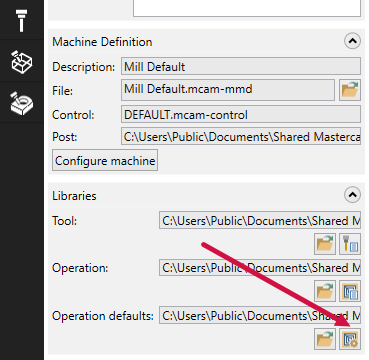 Machine Definition
Description: Mill Default
File: Mill Default.mcam-mmd
Control: DEFAULT.mcam-control
Post: C:\Users\Public\Documents\Shared Masterca
Configure machine
Libraries
Tool: C:\Users\Public\Documents\Shared M
Operation: C:\Users\Public\Documents\Shared M
Operation defaults: C:\Users\Public\Documents\Shared M